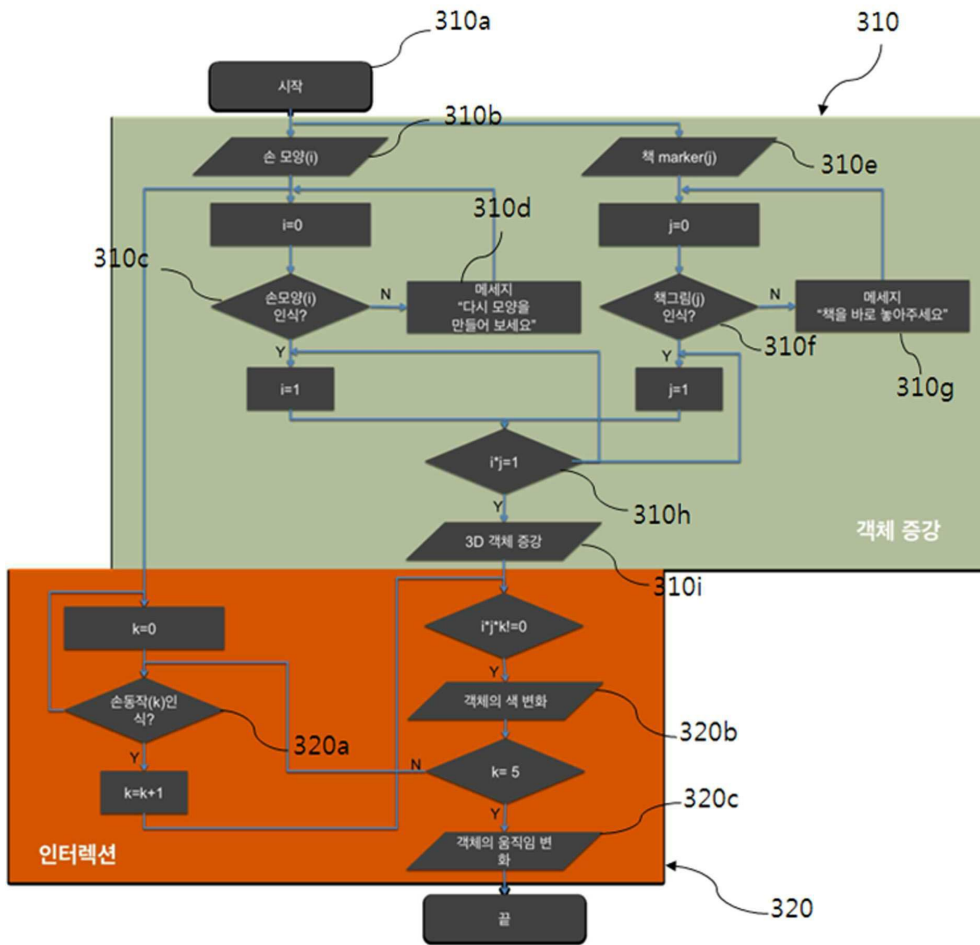 310a
310
시작
310b
손 모양(i)
책 marker(j)
310e
310d
i=0
j=0
310c
메세지
"다시 모양을
만들어 보세요"
손모양(i)
인식?
N
책그림(j)
인식?
N
메세지
"책을 바로 놓아주세요"
310f
Y
Y
310g
i=1
j=1
i*j=1
310h
Y
3D 객체 증강
객체 증강
310i
k=0
i*j*k!=0
Y
손동작(k)인
식?
객체의 색 변화
320a
320b
Y
N
k= 5
k=k+1
320c
Y
객체의 움직임 변
화
인터렉션
320
끝